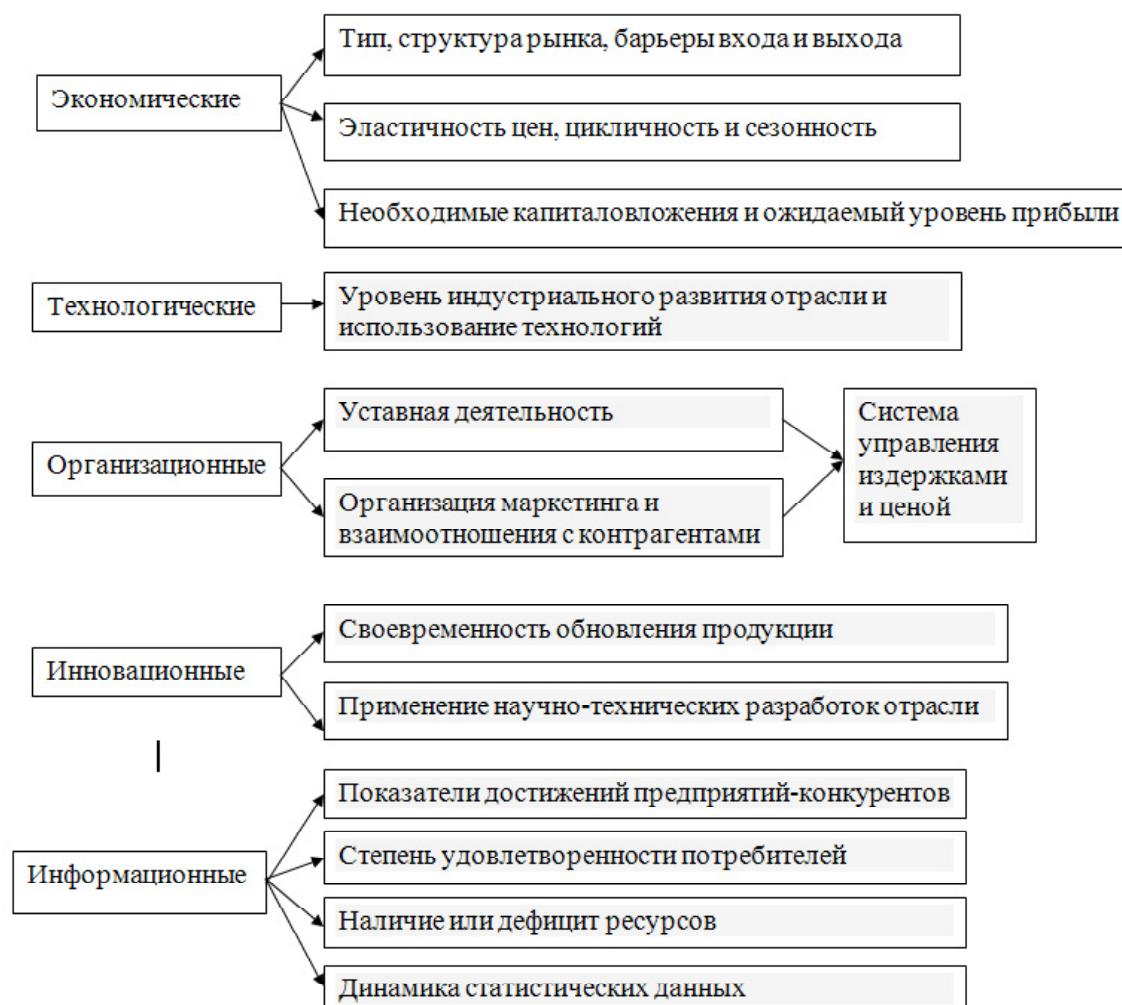 Экономические
Тип, структура рынка, барьеры входа и выхода
Эластичность цен, цикличность и сезонность
Необходимые капиталовложения и ожидаемый уровень прибыли
Технологические
Уровень индустриального развития отрасли и
использование технологий
Организационные
Уставная деятельность
Организация маркетинга и
взаимоотношения с контрагентами
Система
управления
издержками
и ценой
Инновационные
Своевременность обновления продукции
Применение научно-технических разработок отрасли
Информационные
Показатели достижений предприятий-конкурентов
Степень удовлетворенности потребителей
Наличие или дефицит ресурсов
Динамика статистических данных